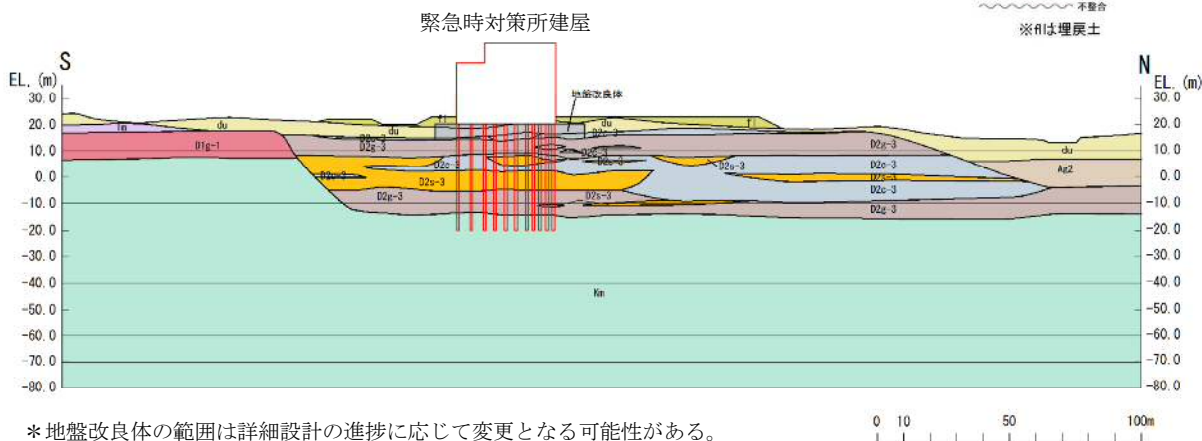 不整合
※flは埋戻土
緊急時対策所建屋
S
N
EL. (m)
EL. (m)
30.0
20.0
10.0
0.0
-10.0
-20.0
-30.0
-40.0
-50.0
-60.0
-70.0
-80.0
30.0
20.0
10.0
0.0
-10.0
-20.0
-30.0
-40.0
-50.0
-60.0
-70.0
-80.0
地盤改良体
lm
du
fl
du
du
fl
du
D1g-1
D2g-3
D2g-3
D2c-3
D2s-3
D2s-3
D2c-3
D2c-3
D2g-3
D2s-3
D2g-3
Ag2
Km
0 10 50 100m
＊地盤改良体の範囲は詳細設計の進捗に応じて変更となる可能性がある。